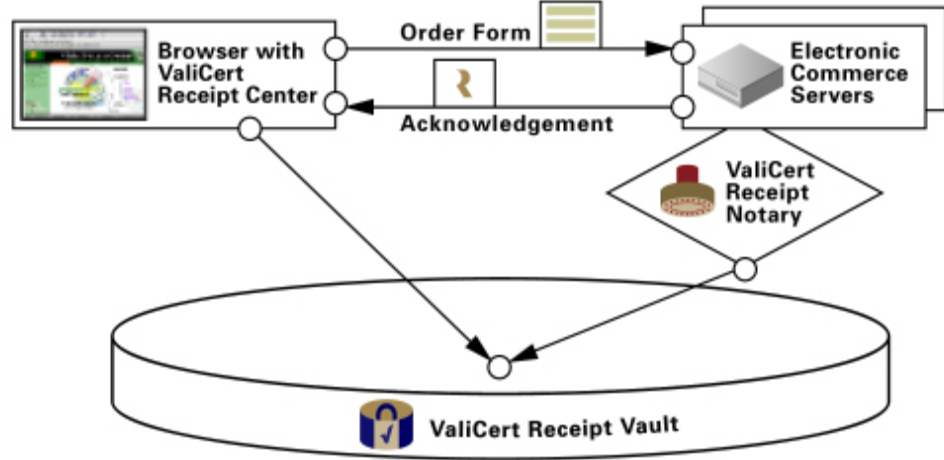 Browser with
ValiCert
Receipt Center
Order Form
Acknowledgement
Electronic
Commerce
Servers
ValiCert
Receipt
Notary
ValiCert Receipt Vault